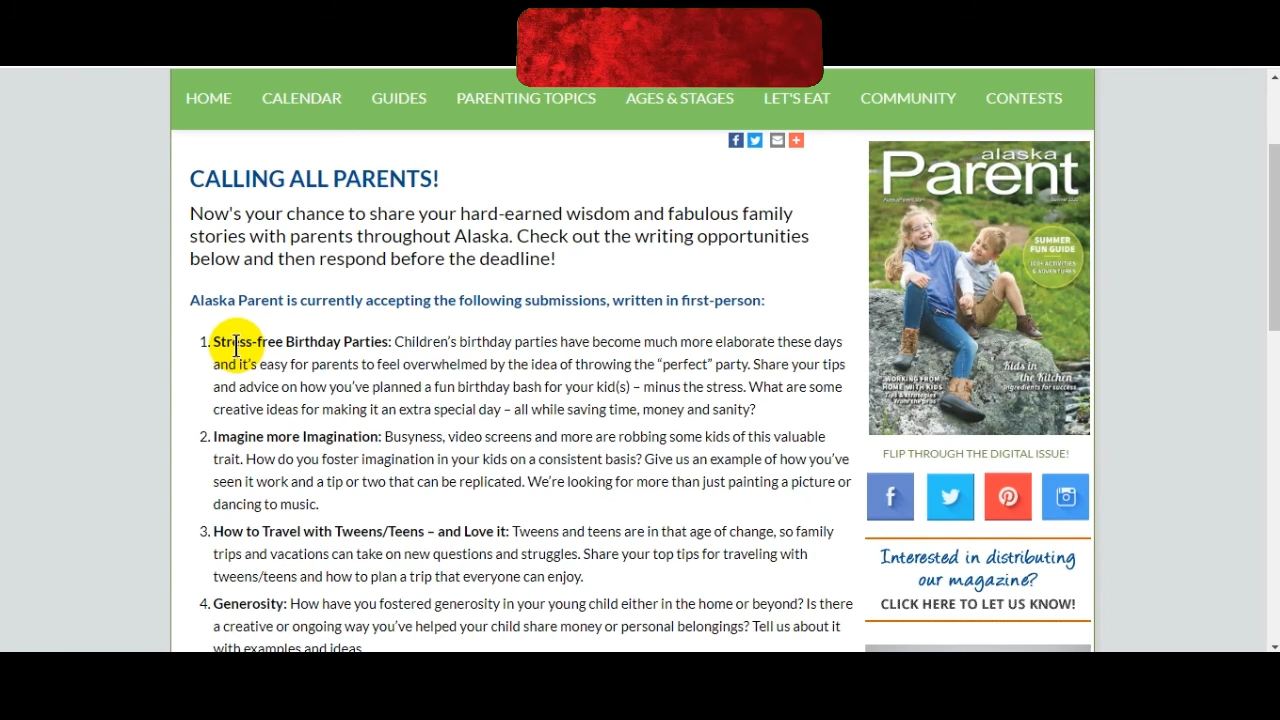 HOME CALENDAR GUIDES PARENTING TOPICS AGES & STAGES LET'S EAT COMMUNITY CONTESTS
CALLING ALL PARENTS!
Now's your chance to share your hard-earned wisdom and fabulous family
stories with parents throughout Alaska. Check out the writing opportunities
below and then respond before the deadline!
Alaska Parent is currently accepting the following submissions, written in first-person:
1. Stress-free Birthday Parties: Children’s birthday parties have become much more elaborate these days
and it’s easy for parents to feel overwhelmed by the idea of throwing the “perfect” party. Share your tips
and advice on how you’ve planned a fun birthday bash for your kid(s) – minus the stress. What are some
creative ideas for making it an extra special day – all while saving time, money and sanity?
2. Imagine more Imagination: Busyness, video screens and more are robbing some kids of this valuable
trait. How do you foster imagination in your kids on a consistent basis? Give us an example of how you’ve
seen it work and a tip or two that can be replicated. We’re looking for more than just painting a picture or
dancing to music.
3. How to Travel with Tweens/Teens – and Love it: Tweens and teens are in that age of change, so family
trips and vacations can take on new questions and struggles. Share your top tips for traveling with
tweens/teens and how to plan a trip that everyone can enjoy.
4. Generosity: How have you fostered generosity in your young child either in the home or beyond? Is there
a creative or ongoing way you’ve helped your child share money or personal belongings? Tell us about it
with examples and ideas.
alaska
Parent
SUMMER
FUN GUIDE
100+ ACTIVITIES
& ADVENTURES
Kids in
the Kitchen
Ingredients for success
WORKING FROM
HOME WITH KIDS
FLIP THROUGH THE DIGITAL ISSUE!
Interested in distributing
our magazine?
CLICK HERE TO LET US KNOW!